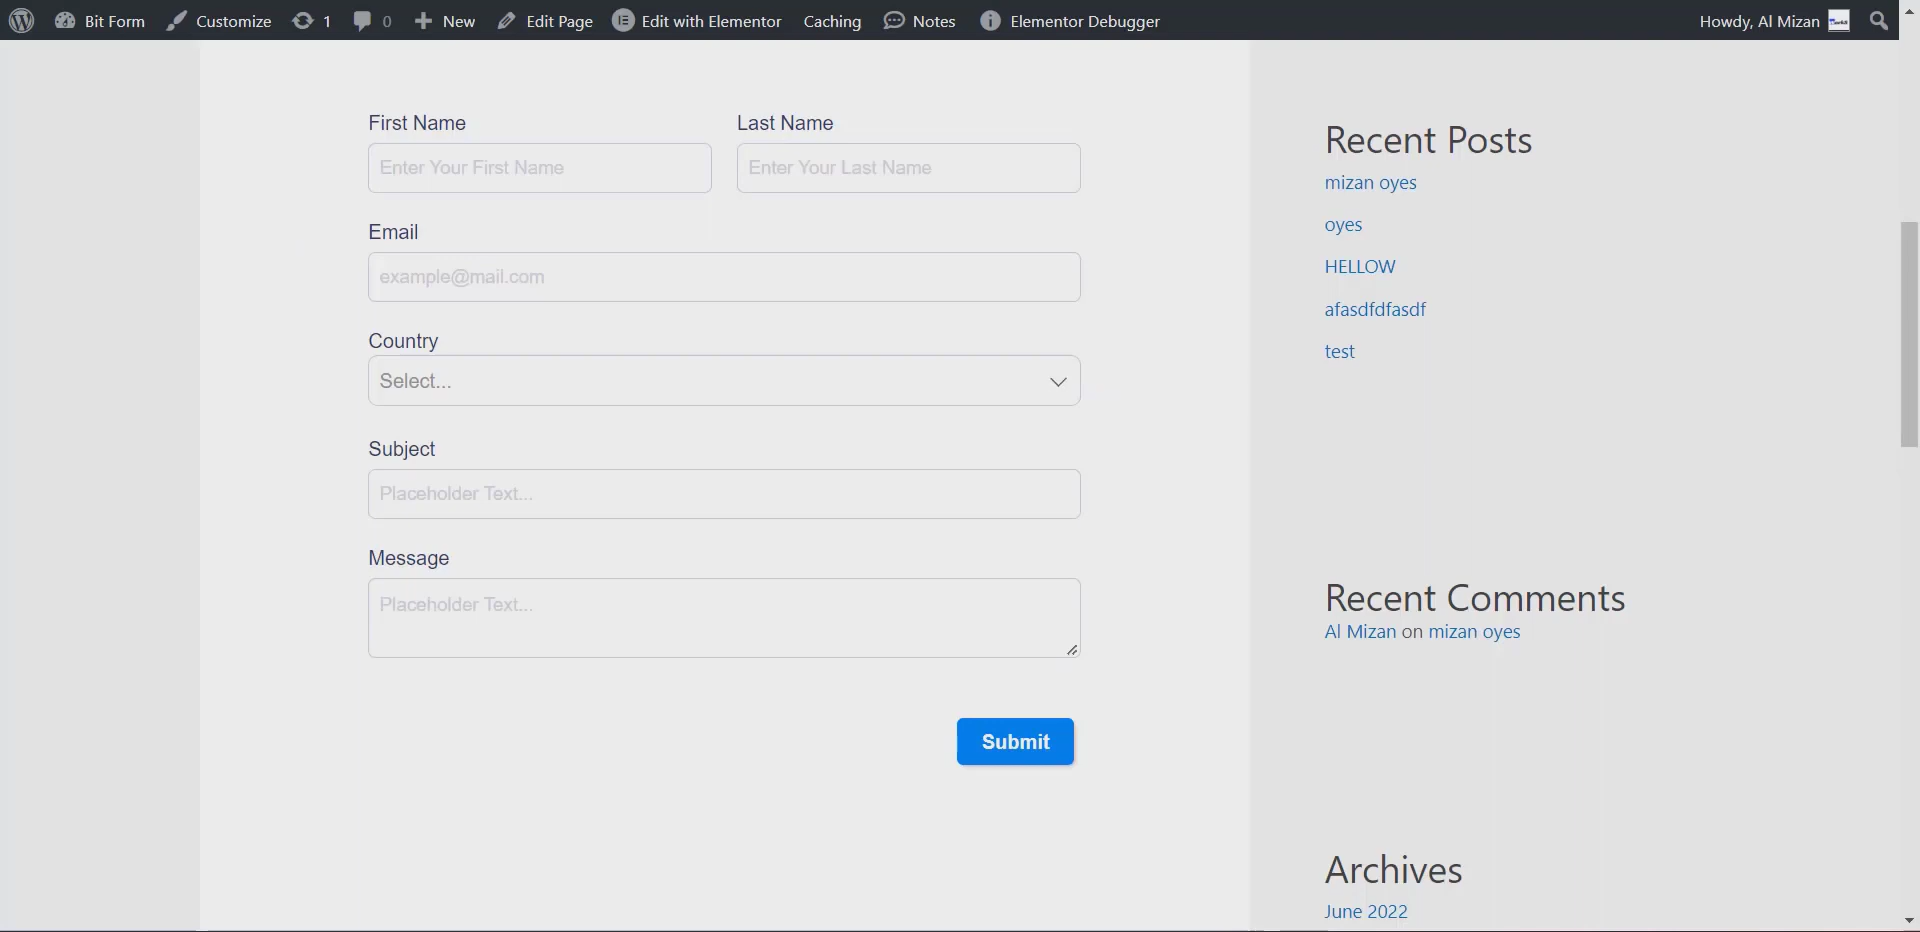 Bit Form Customize 1 0 New Edit Page Edit with Elementor Caching Notes Elementor Debugger Howdy, Al Mizan
First Name
Enter Your First Name
Last Name
Enter Your Last Name
Email
example@mail.com
Country
Select...
Subject
Placeholder Text...
Message
Placeholder Text...
Submit
Recent Posts
mizan oyes
oyes
HELLOW
afasdfdfasdf
test
Recent Comments
Al Mizan on mizan oyes
Archives
June 2022